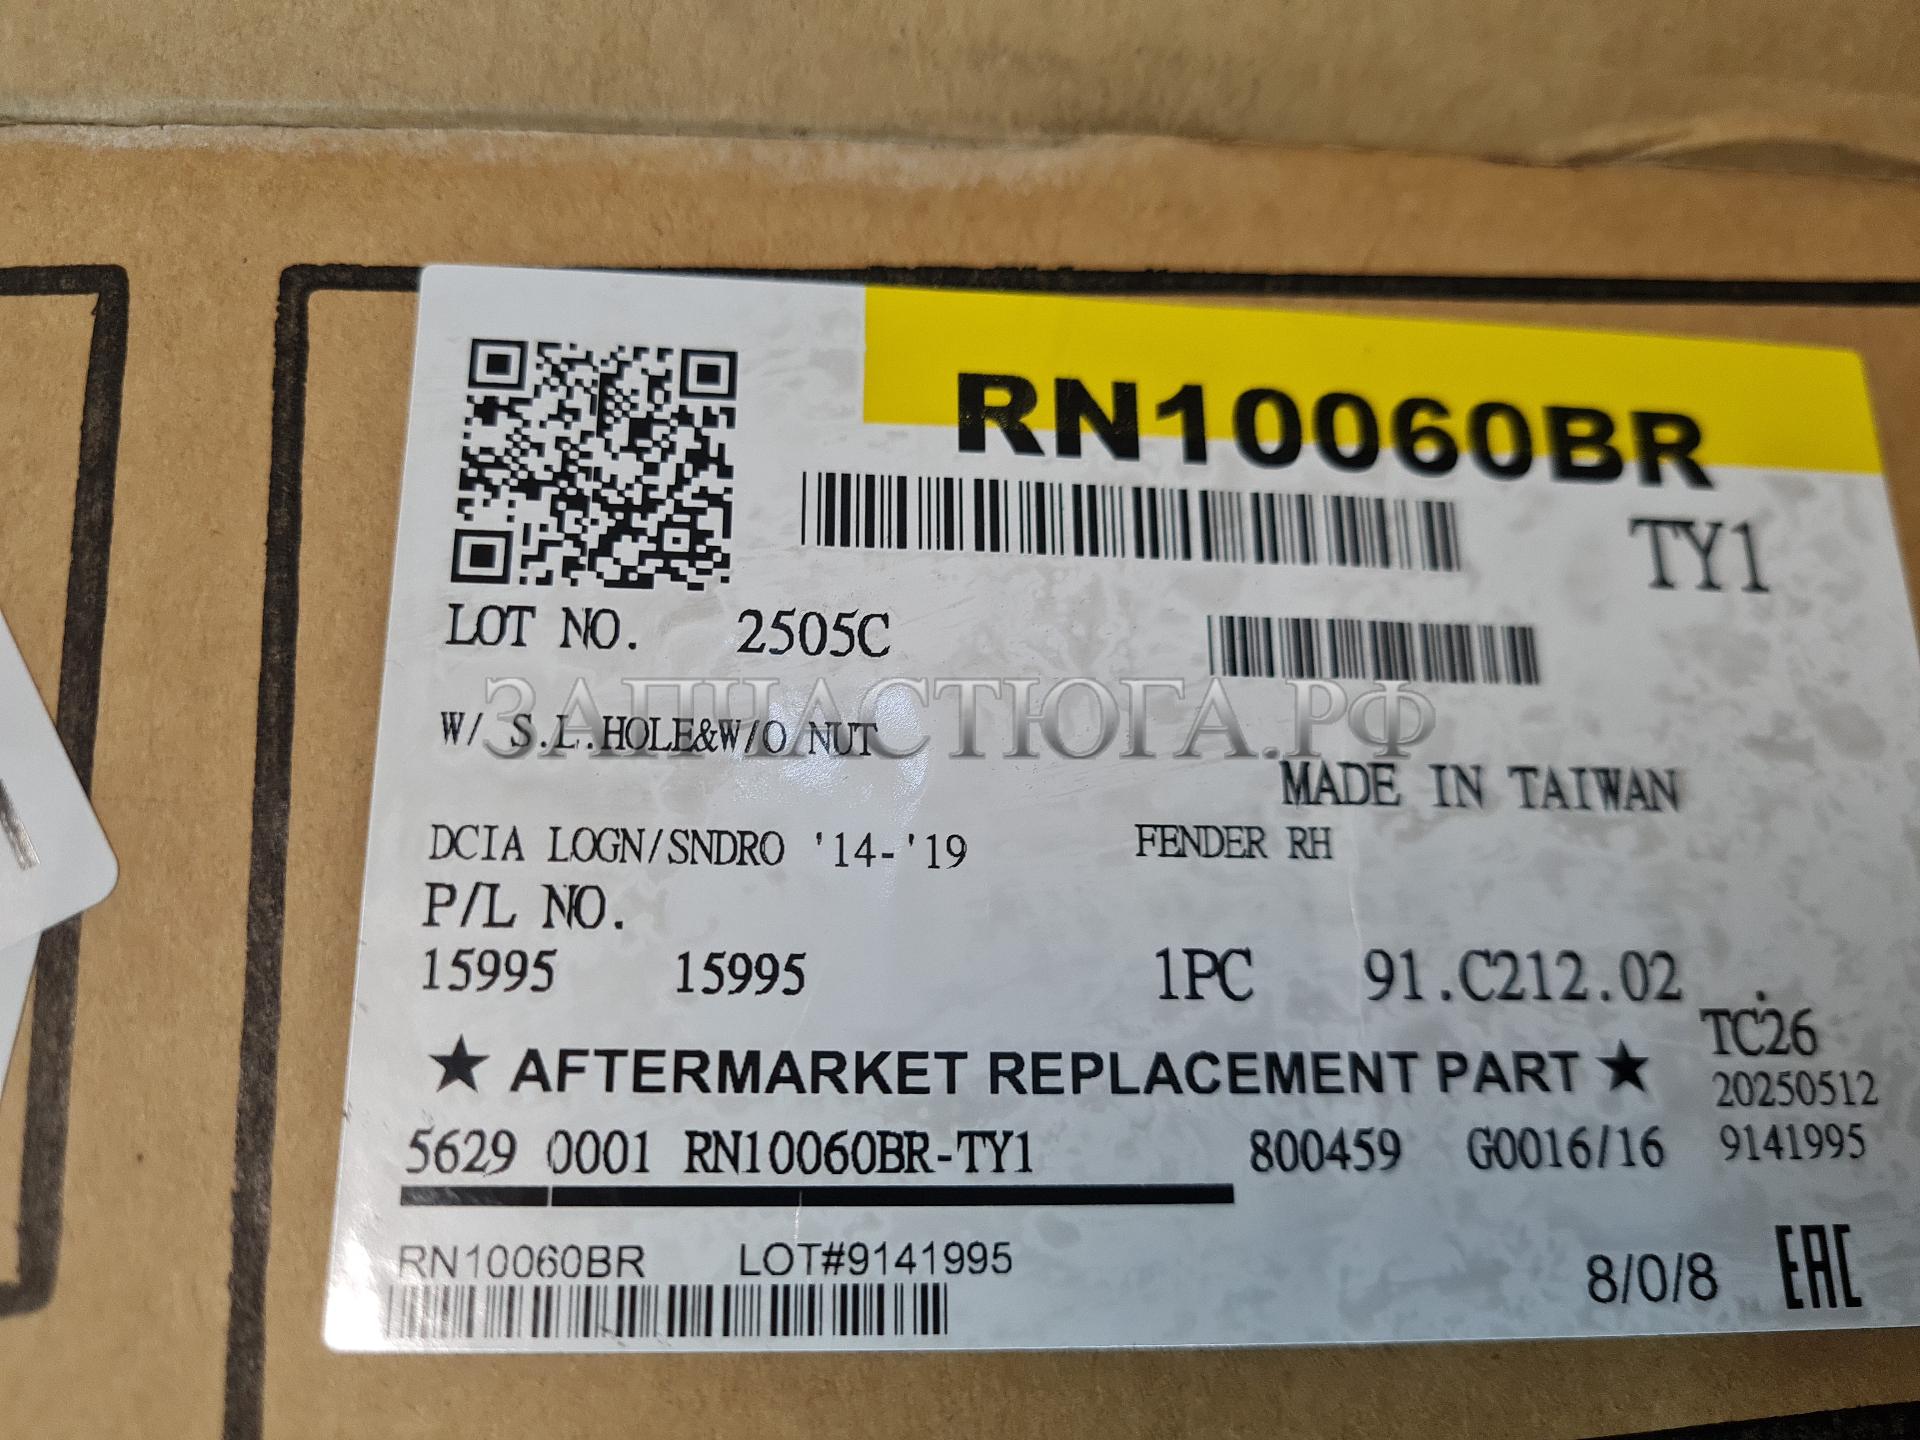 RN10060BR
TY1
LOT NO. 2505C
ЗАПЧАСТЮГА.РФ
W/ S.L.HOLE&W/O NUT
MADE IN TAIWAN
DCIA LOGN/SNDRO '14-'19 FENDER RH
P/L NO.
15995 15995 1PC 91.C212.02
TC26
★ AFTERMARKET REPLACEMENT PART ★
20250512
5629 0001 RN10060BR-TY1 800459 G0016/16 9141995
RN10060BR LOT#9141995
8/0/8 EAC